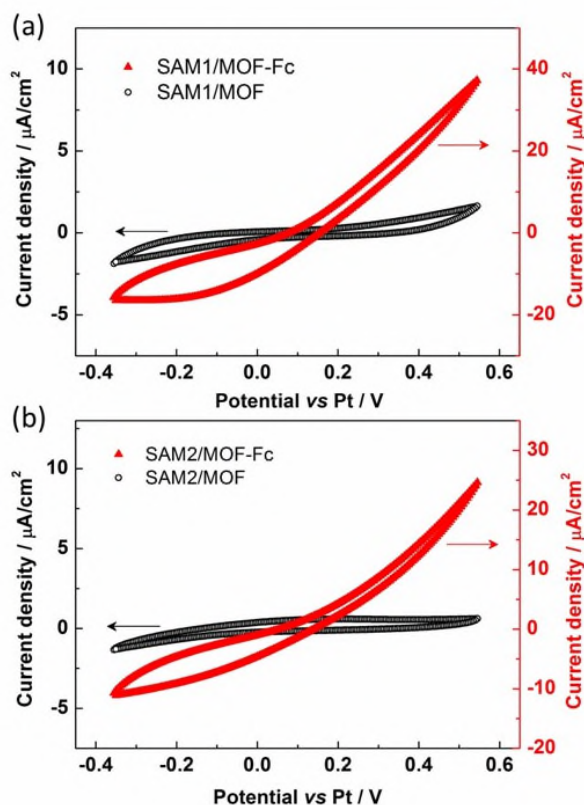 (a)
SAM1/MOF-Fc
SAM1/MOF
Current density / μA/cm²
10
5
0
-5
Current density / μA/cm²
40
20
0
-20
-0.4 -0.2 0.0 0.2 0.4 0.6
Potential vs Pt / V
(b)
SAM2/MOF-Fc
SAM2/MOF
Current density / μA/cm²
10
5
0
-5
Current density / μA/cm²
30
20
10
0
-10
-20
-0.4 -0.2 0.0 0.2 0.4 0.6
Potential vs Pt / V